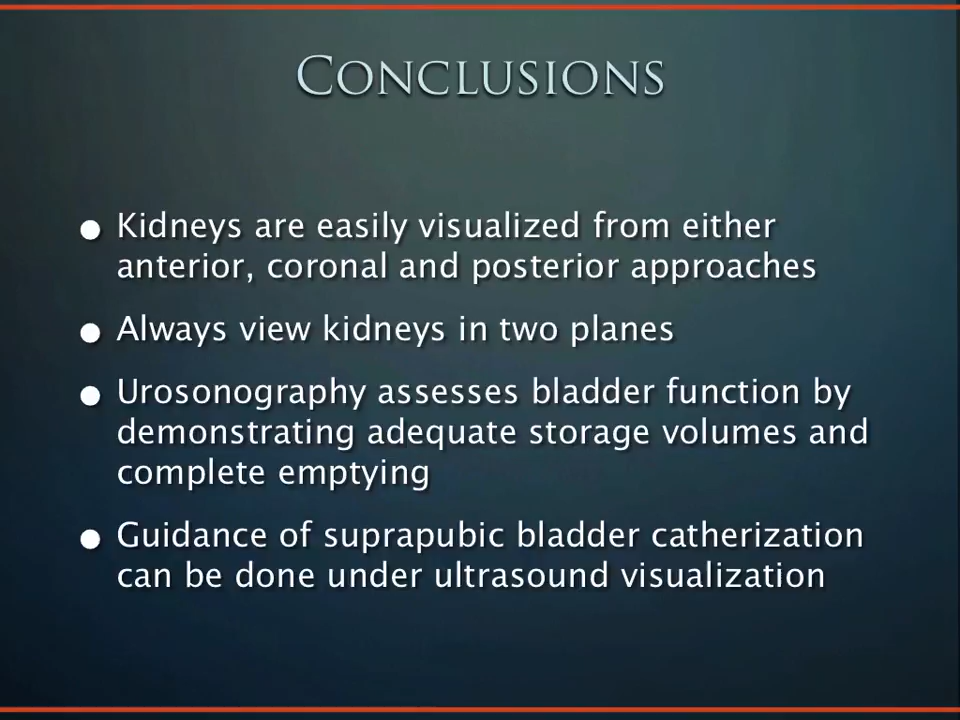 CONCLUSIONS
• Kidneys are easily visualized from either
anterior, coronal and posterior approaches
• Always view kidneys in two planes
• Urosonography assesses bladder function by
demonstrating adequate storage volumes and
complete emptying
• Guidance of suprapubic bladder catherization
can be done under ultrasound visualization